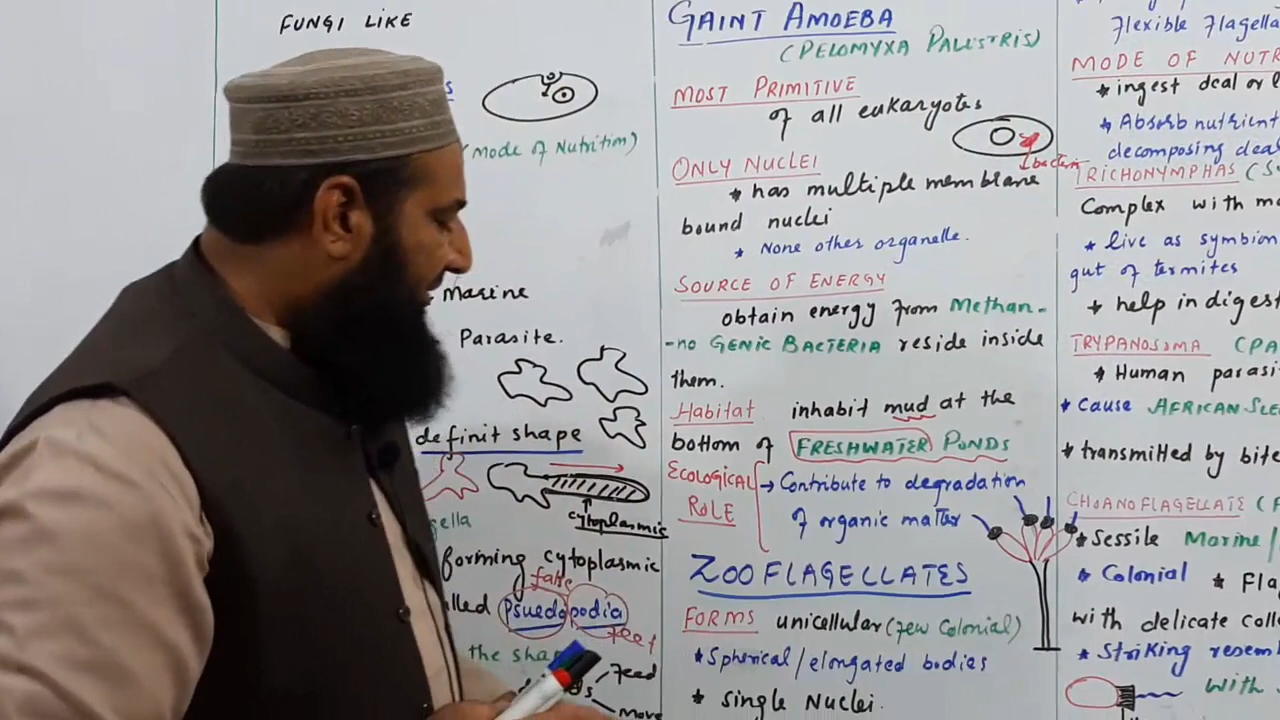 FUNGI LIKE
(Mode of Nutrition)
Marine
Parasite.
definit shape
cytoplasmic
forming cytoplasmic
false
Psuedopodia
feet
the shap
feed
Move
GAINT AMOEBA
(PELOMYXA PALISTRIS)
MOST PRIMITIVE
of all eukaryotes
bacteria
ONLY NUCLEI
* has multiple membrane
bound nuclei
* None other organelle.
SOURCE OF ENERGY
obtain energy from Methan-
-no GENIC BACTERIA reside inside
them.
Habitat inhabit mud at the
bottom of FRESHWATER PONDS
ECOLOGICAL → Contribute to degradation
ROLE of organic matter
ZOOFLAGELLATES
FORMS unicellular (few Colonial)
* Spherical/elongated bodies
* Single Nuclei.
flexible flagella
MODE OF NUTR
* ingest deal or l
* Absorb nutrient
decomposing dea
TRICHONYMPHAS (S
Complex with m
* live as symbion
gut of termites
* help in digest
TRYPANOSOMA (PA
* Human parasi
* Cause AFRICAN SLE
* transmitted by bite
CHOANOFLAGELLATE (F
* Sessile Marine/
* Colonial * Fla
with delicate coll
* Striking resem
with